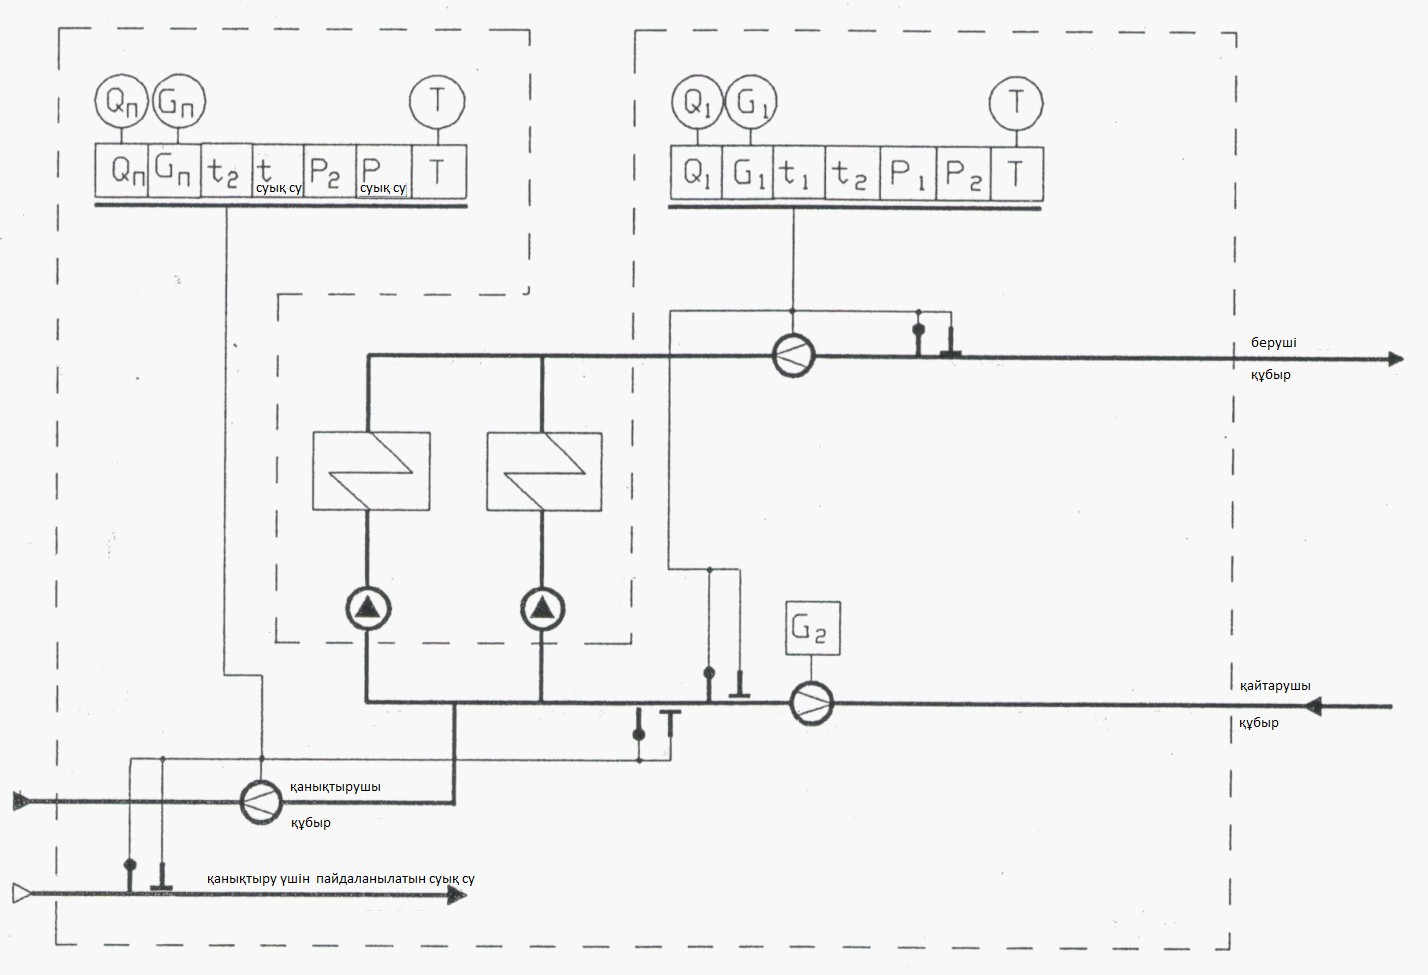 Qп Gп T
Qп Gп t2 t суық су P2 P суық су T
Q1 G1 T
Q1 G1 t1 t2 P1 P2 T
беруші
құбыр
G2
қайтарушы
құбыр
қанықтырушы
құбыр
қанықтыру үшін пайдаланылатын суық су